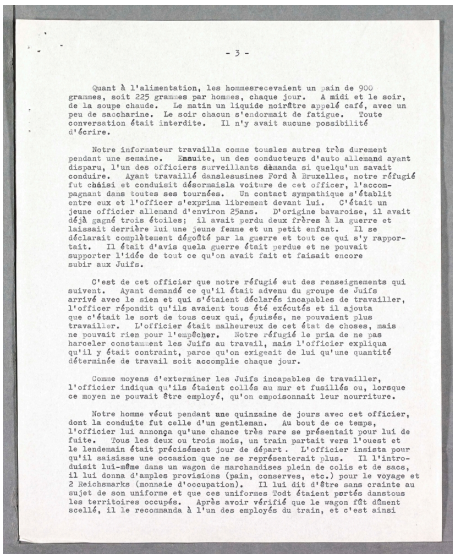 - 3 -
Quant à l'alimentation, les hommesrecevaient un pain de 900
grammes, soit 225 grammes par hommes, chaque jour. A midi et le soir,
de la soupe chaude. Le matin un liquide noirâtre appelé café, avec un
peu de saccharine. Le soir chacun s'endormait de fatigue. Toute
conversation était interdite. Il n'y avait aucune possibilité
d'écrire.
Notre informateur travailla comme tousles autres très durement
pendant une semaine. Ensuite, un des conducteurs d'auto allemand ayant
disparu, l'un des officiers surveillants demanda si quelqu'un savait
conduire. Ayant travaillé danslesusines Ford à Bruxelles, notre réfugié
fut choisi et conduisit désormaisla voiture de cet officer, l'accom-
pagnant dans toutes ses tournées. Un contact sympathique s'établit
entre eux et l'officer s'exprima librement devant lui. C'était un
jeune officier allemand d'environ 25ans. D'origine bavaroise, il avait
déjà gagné trois étoiles; il avait perdu deux frères à la guerre et
laissait derrière lui une jeune femme et un petit enfant. Il se
déclarait complètement dégoûté par la guerre et tout ce qui s'y rappor-
tait. Il était d'avis quela guerre était perdue et ne pouvait
supporter l'idée de tout ce qu'on avait fait et faisait encore
subir aux Juifs.
C'est de cet officier que notre réfugié eut des renseignements qui
suivent. Ayant demandé ce qu'il était advenu du groupe de Juifs
arrivé avec le sien et qui s'étaient déclarés incapables de travailler,
l'officer répondit qu'ils avaient tous été exécutés et il ajouta
que c'était le sort de tous ceux qui, épuisés, ne pouvaient plus
travailler. L'officier était malheureux de cet état de choses, mais
ne pouvait rien pour l'empêcher. Notre réfugié le pria de ne pas
harceler constamment les Juifs au travail, mais l'officier expliqua
qu'il y était contraint, parce qu'on exigeait de lui qu'une quantité
déterminée de travail soit accomplie chaque jour.
Comme moyens d'exterminer les Juifs incapables de travailler,
l'officier indiqua qu'ils étaient collés au mur et fusillés ou, lorsque
ce moyen ne pouvait être employé, qu'on empoisonnait leur nourriture.
Notre homme vécut pendant une quinzaine de jours avec cet officier,
dont la conduite fut celle d'un gentleman. Au bout de ce temps,
l'officier lui annonça qu'une chance très rare se présentait pour lui de
fuite. Tous les deux ou trois mois, un train partait vers l'ouest et
le lendemain était précisément jour de départ. L'officier insista pour
qu'il saisisse une occasion que ne se représenterait plus. Il l'intro-
duisit lui-même dans un wagon de marchandises plein de colis et de sacs,
il lui donna d'amples provisions (pain, conserves, etc.) pour le voyage et
2 Reichsmarks (monnaie d'occupation). Il lui dit d'être sans crainte au
sujet de son uniforme et que ces uniformes Todt étaient portés danstous
les territoires occupés. Après avoir vérifié que le wagon fût dûment
scellé, il le recommanda à l'un des employés du train, et c'est ainsi